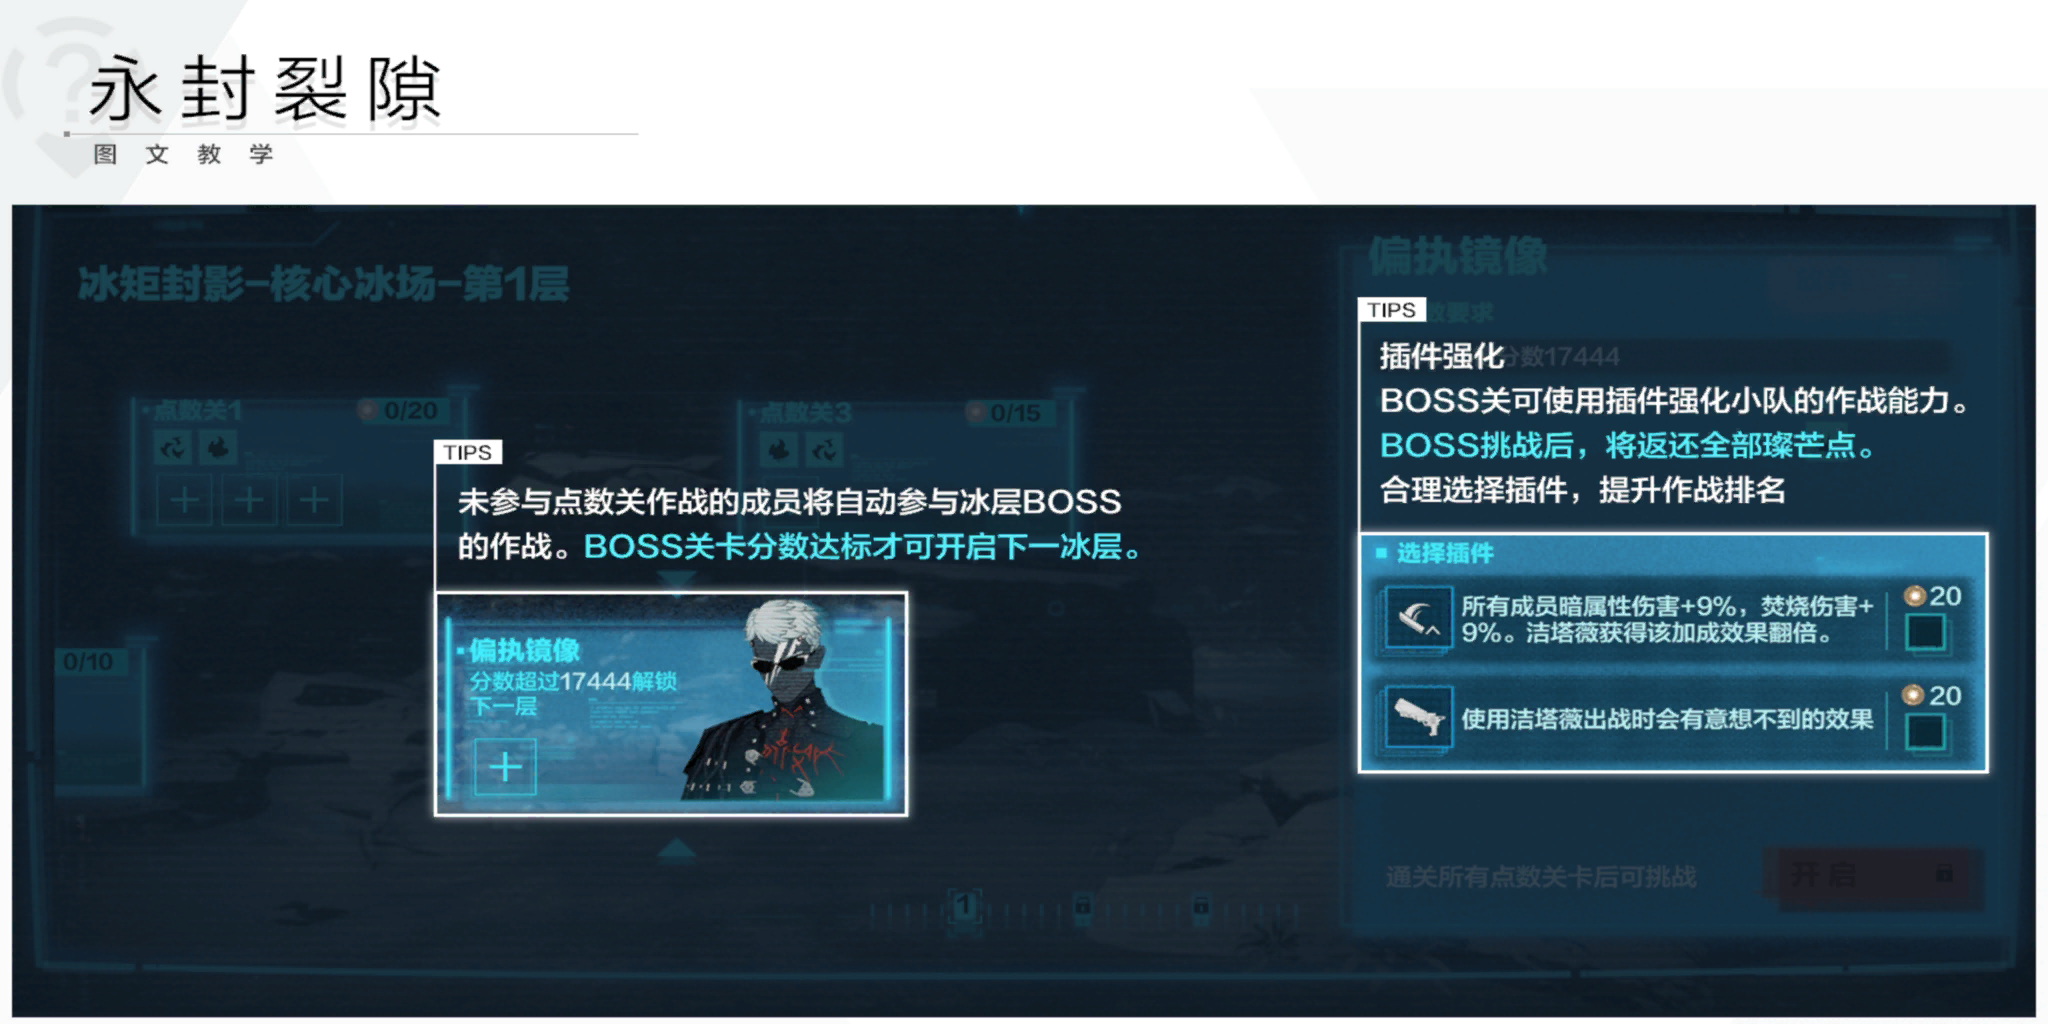 永封裂隙
图文教学
冰矩封影-核心冰场-第1层
点数关1
0/20
点数关3
0/15
0/10
TIPS
未参与点数关作战的成员将自动参与冰层BOSS
的作战。BOSS关卡分数达标才可开启下一冰层。
偏执镜像
分数超过17444解锁
下一层
1
偏执镜像
TIPS
数要求
插件强化
分数17444
BOSS关可使用插件强化小队的作战能力。
BOSS挑战后，将返还全部璨芒点。
合理选择插件，提升作战排名
选择插件
所有成员暗属性伤害+9%，焚烧伤害+
9%。洁塔薇获得该加成效果翻倍。
20
使用洁塔薇出战时会有意想不到的效果
20
通关所有点数关卡后可挑战
开启